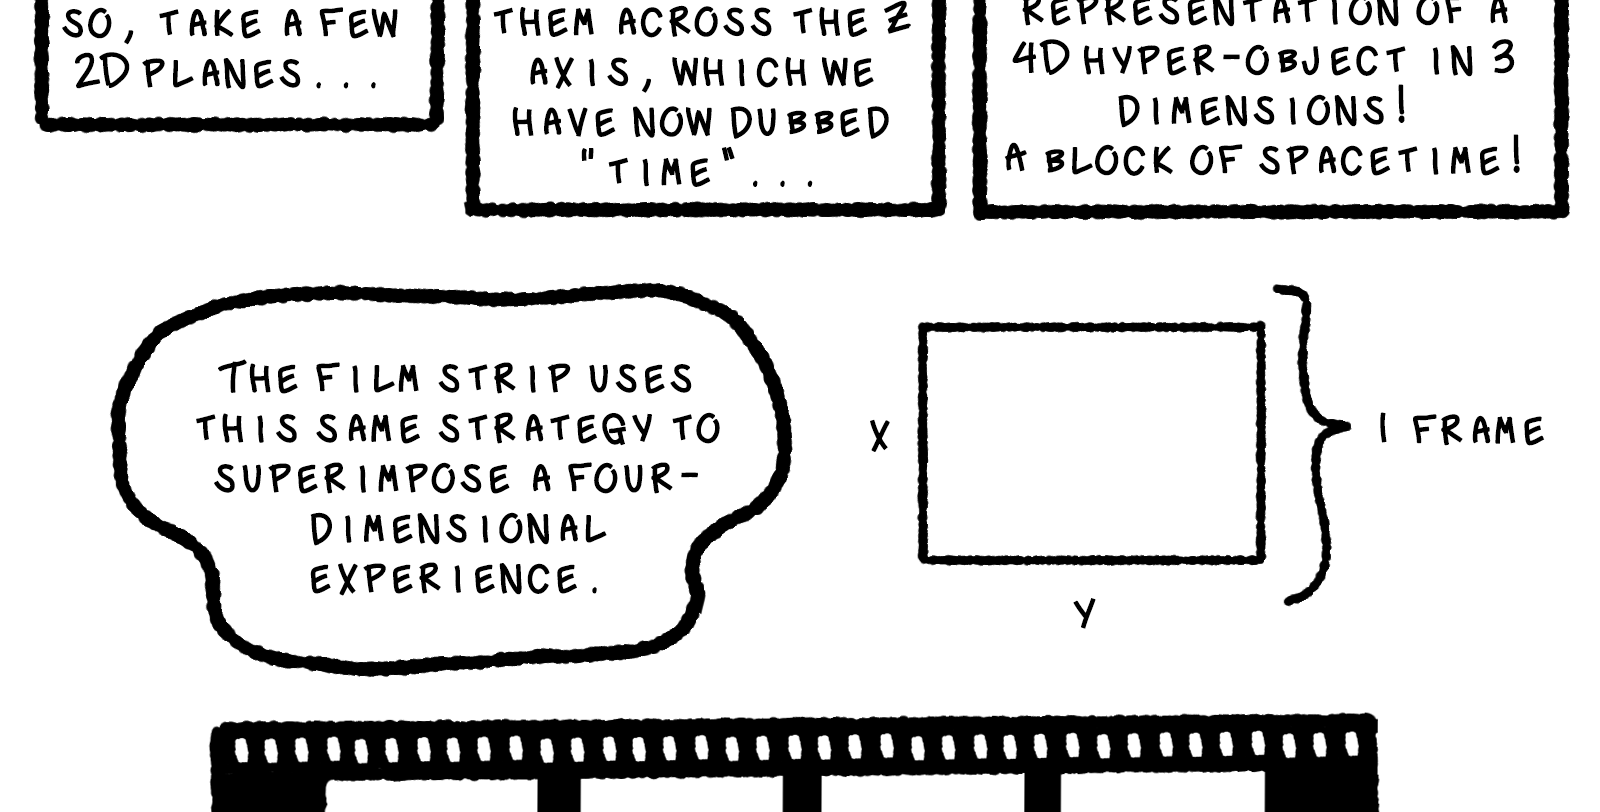 SO, TAKE A FEW
2D PLANES...
THEM ACROSS THE Z
AXIS, WHICH WE
HAVE NOW DUBBED
"TIME"...
REPRESENTATION OF A
4D HYPER-OBJECT IN 3
DIMENSIONS!
A BLOCK OF SPACETIME!
THE FILM STRIP USES
THIS SAME STRATEGY TO
SUPERIMPOSE A FOUR-
DIMENSIONAL
EXPERIENCE.
X
Y
1 FRAME